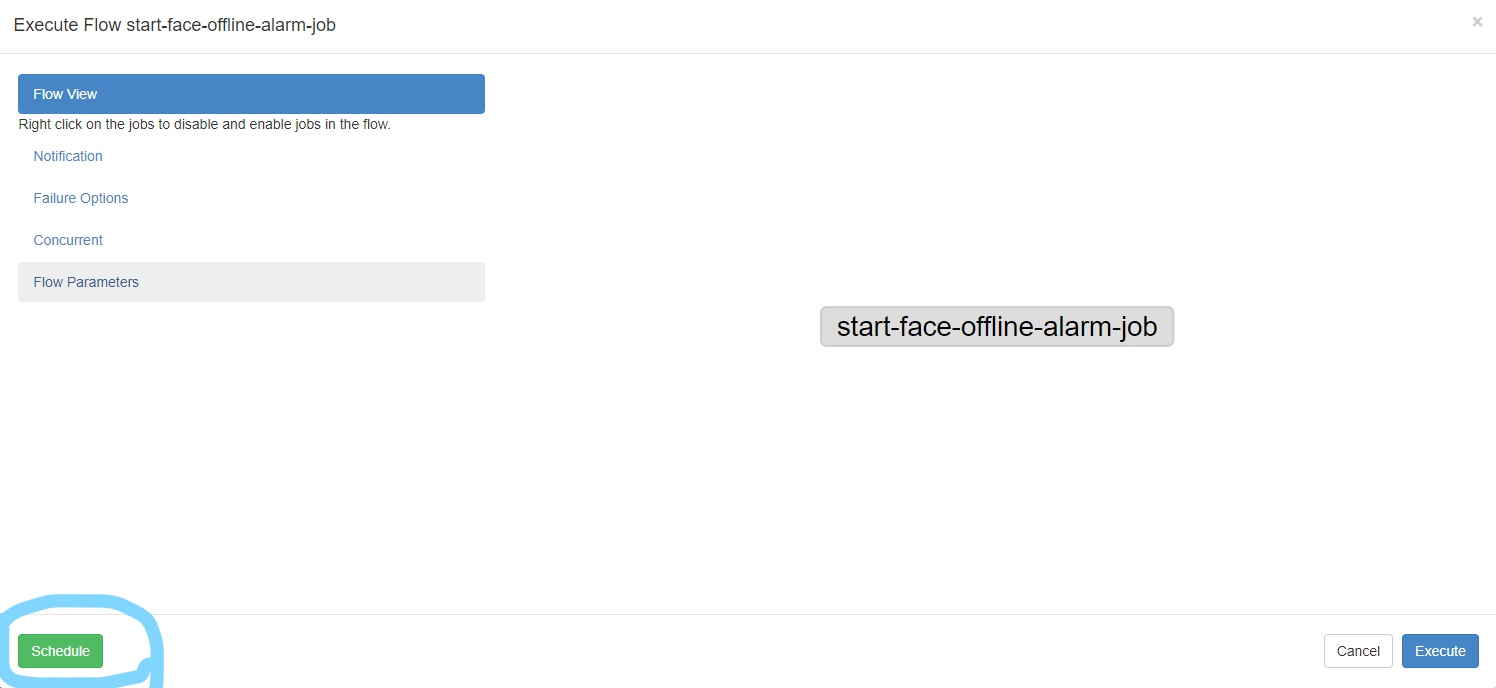 Execute Flow start-face-offline-alarm-job
×
Flow View
Right click on the jobs to disable and enable jobs in the flow.
Notification
Failure Options
Concurrent
Flow Parameters
start-face-offline-alarm-job
Schedule
Cancel
Execute